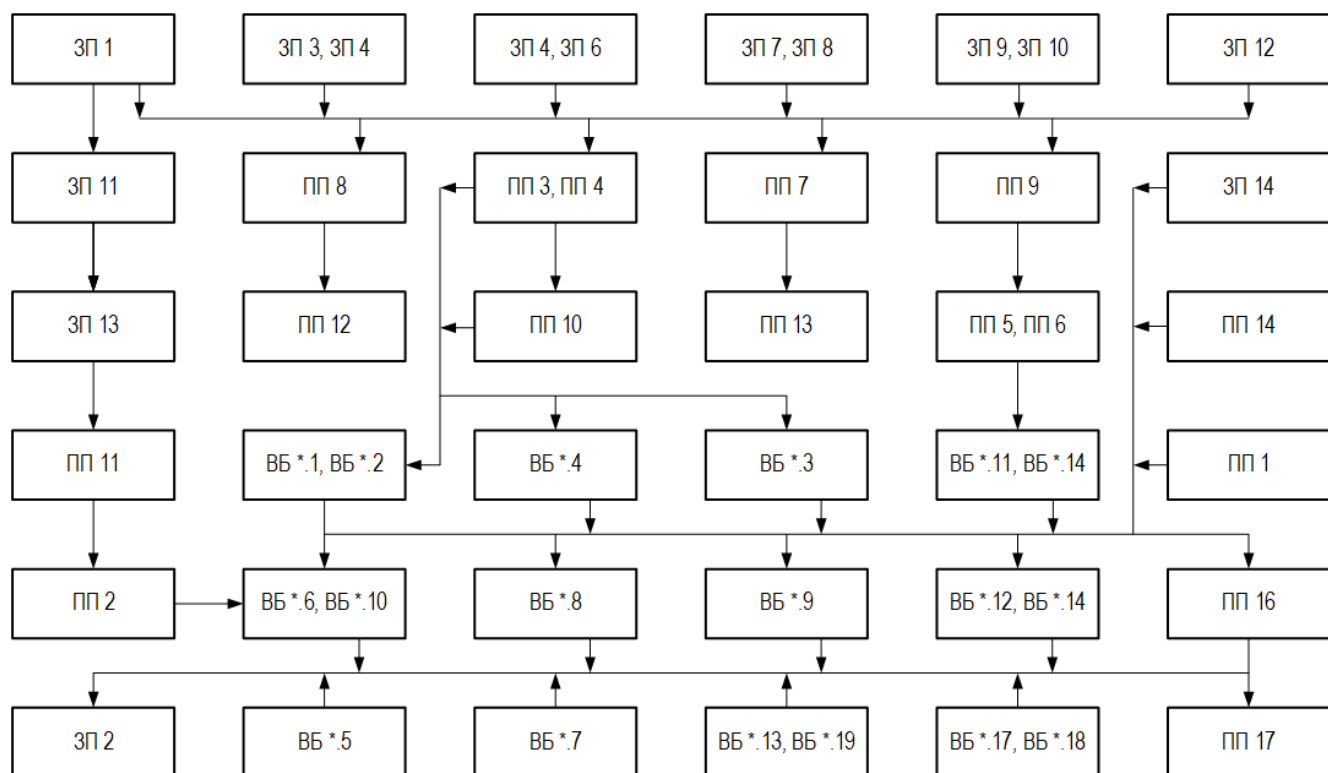 ЗП 1
ЗП 3, ЗП 4
ЗП 4, ЗП 6
ЗП 7, ЗП 8
ЗП 9, ЗП 10
ЗП 12
ЗП 11
ПП 8
ПП 3, ПП 4
ПП 7
ПП 9
ЗП 14
ЗП 13
ПП 12
ПП 10
ПП 13
ПП 5, ПП 6
ПП 14
ПП 11
ВБ *.1, ВБ *.2
ВБ *.4
ВБ *.3
ВБ *.11, ВБ *.14
ПП 1
ПП 2
ВБ *.6, ВБ *.10
ВБ *.8
ВБ *.9
ВБ *.12, ВБ *.14
ПП 16
ЗП 2
ВБ *.5
ВБ *.7
ВБ *.13, ВБ *.19
ВБ *.17, ВБ *.18
ПП 17